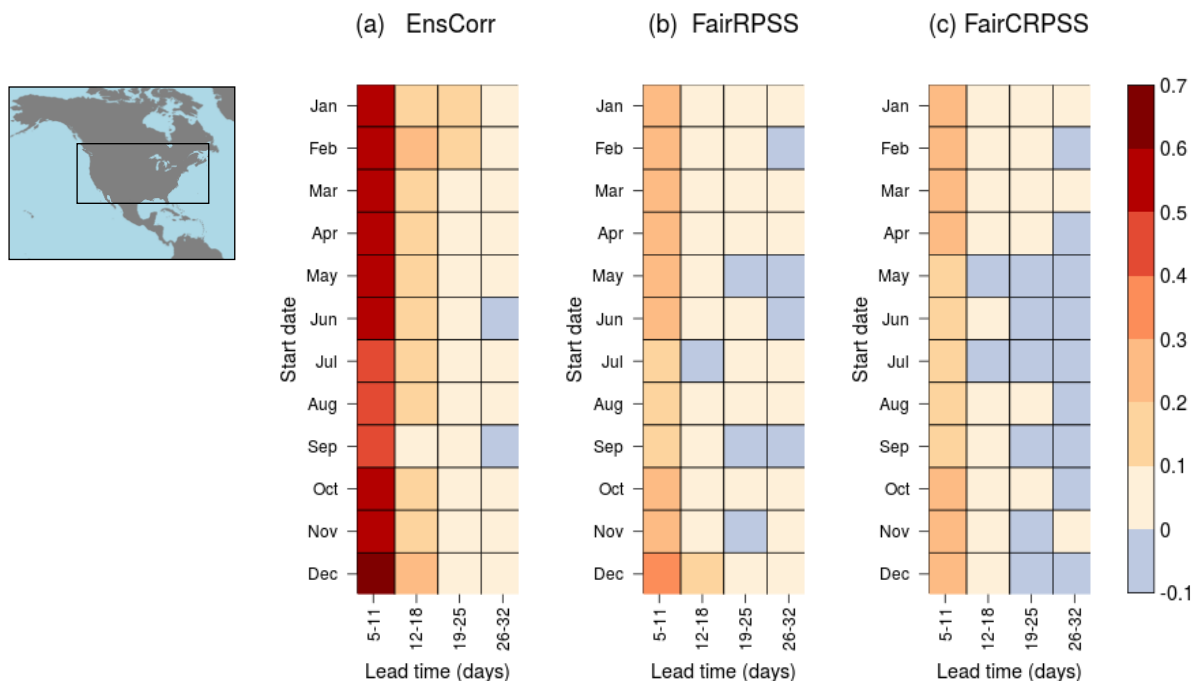 (a) EnsCorr
(b) FairRPSS
(c) FairCRPSS
Start date
Jan
Feb
Mar
Apr
May
Jun
Jul
Aug
Sep
Oct
Nov
Dec
5-11
12-18
19-25
26-32
Lead time (days)
Start date
Jan
Feb
Mar
Apr
May
Jun
Jul
Aug
Sep
Oct
Nov
Dec
5-11
12-18
19-25
26-32
Lead time (days)
Start date
Jan
Feb
Mar
Apr
May
Jun
Jul
Aug
Sep
Oct
Nov
Dec
5-11
12-18
19-25
26-32
Lead time (days)
0.7
0.6
0.5
0.4
0.3
0.2
0.1
0
-0.1